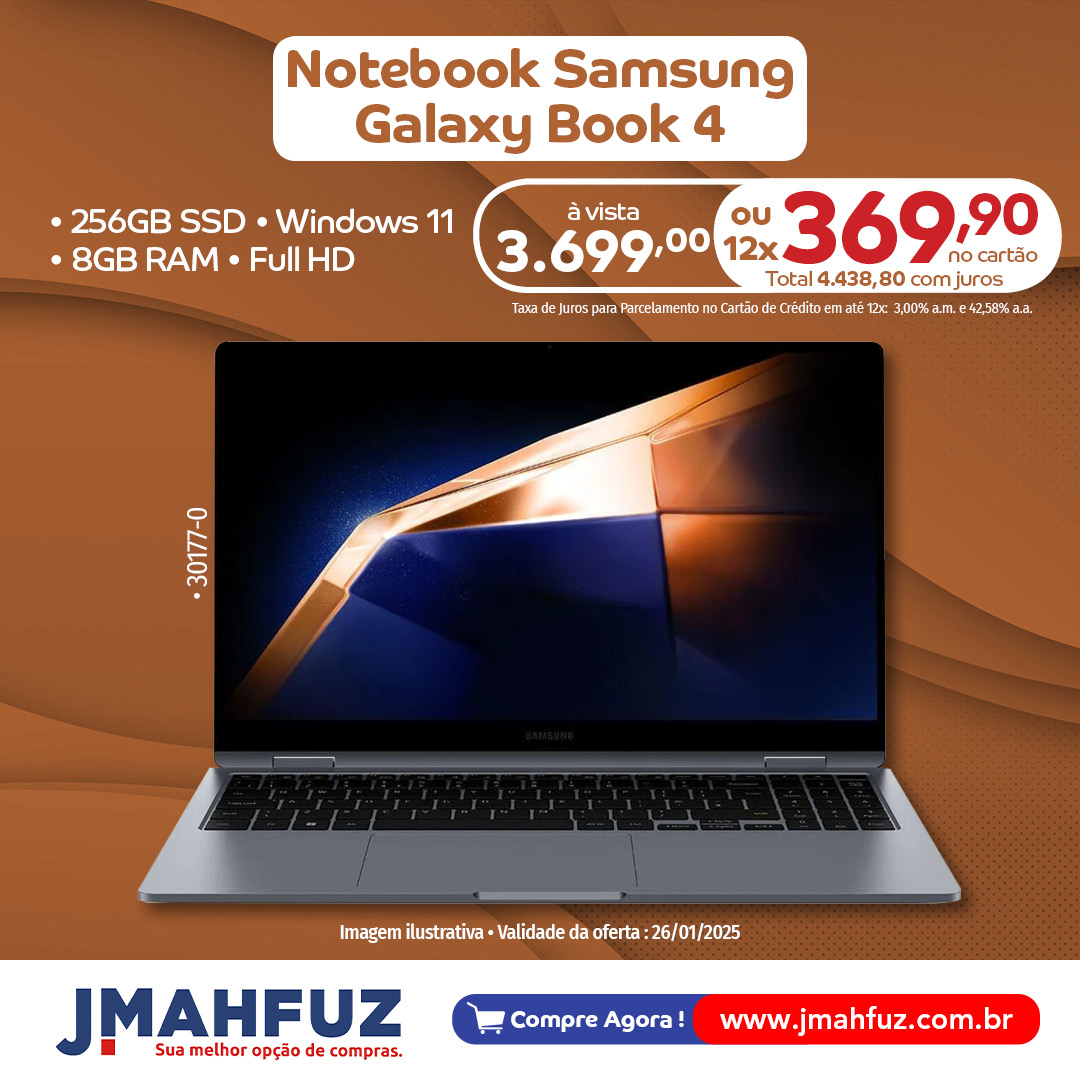 Notebook Samsung
Galaxy Book 4
• 256GB SSD • Windows 11
• 8GB RAM • Full HD
à vista
3.699,00
ou
12x
369,90
no cartão
Total 4.438,80 com juros
Taxa de Juros para Parcelamento no Cartão de Crédito em até 12x: 3,00% a.m. e 42,58% a.a.
• 30177-0
SAMSUNG
Imagem ilustrativa • Validade da oferta : 26/01/2025
JMAHFUZ
Sua melhor opção de compras.
Compre Agora !
www.jmahfuz.com.br